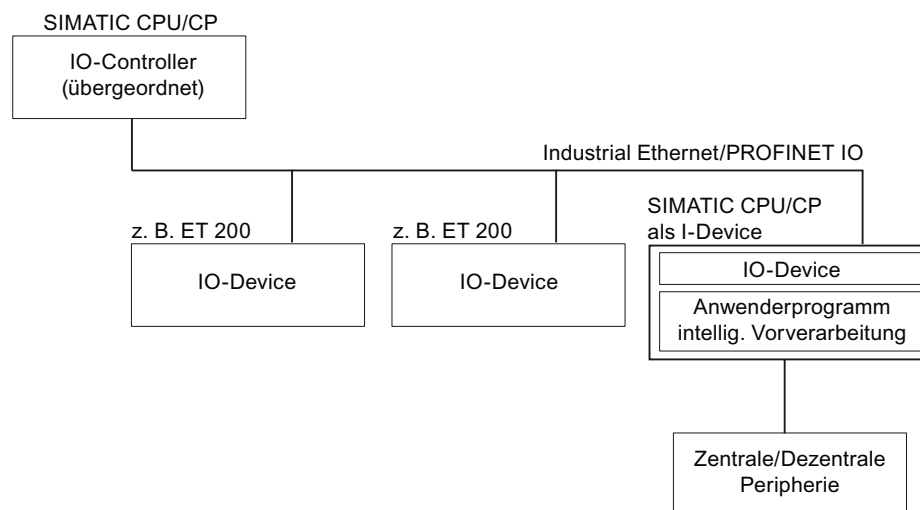 SIMATIC CPU/CP
IO-Controller
(übergeordnet)
Industrial Ethernet/PROFINET IO
z. B. ET 200
IO-Device
z. B. ET 200
IO-Device
SIMATIC CPU/CP
als I-Device
IO-Device
Anwenderprogramm
intellig. Vorverarbeitung
Zentrale/Dezentrale
Peripherie